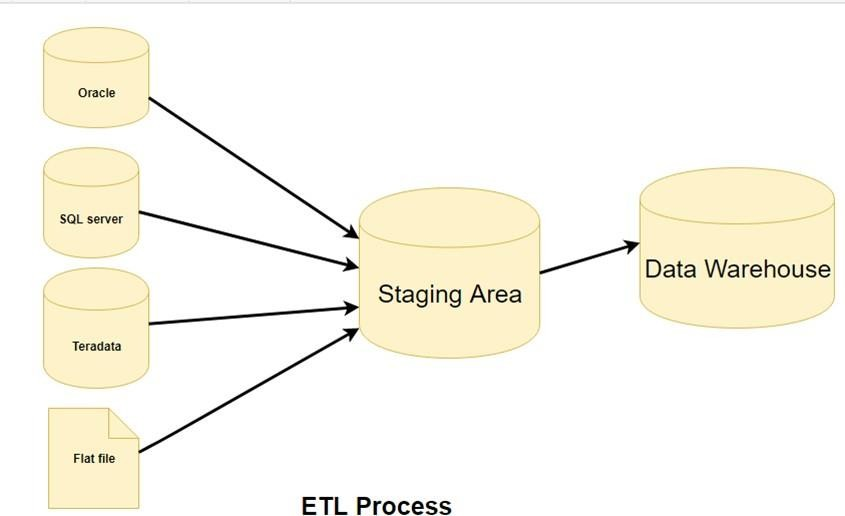 Oracle
SQL server
Teradata
Flat file
Staging Area
Data Warehouse
ETL Process